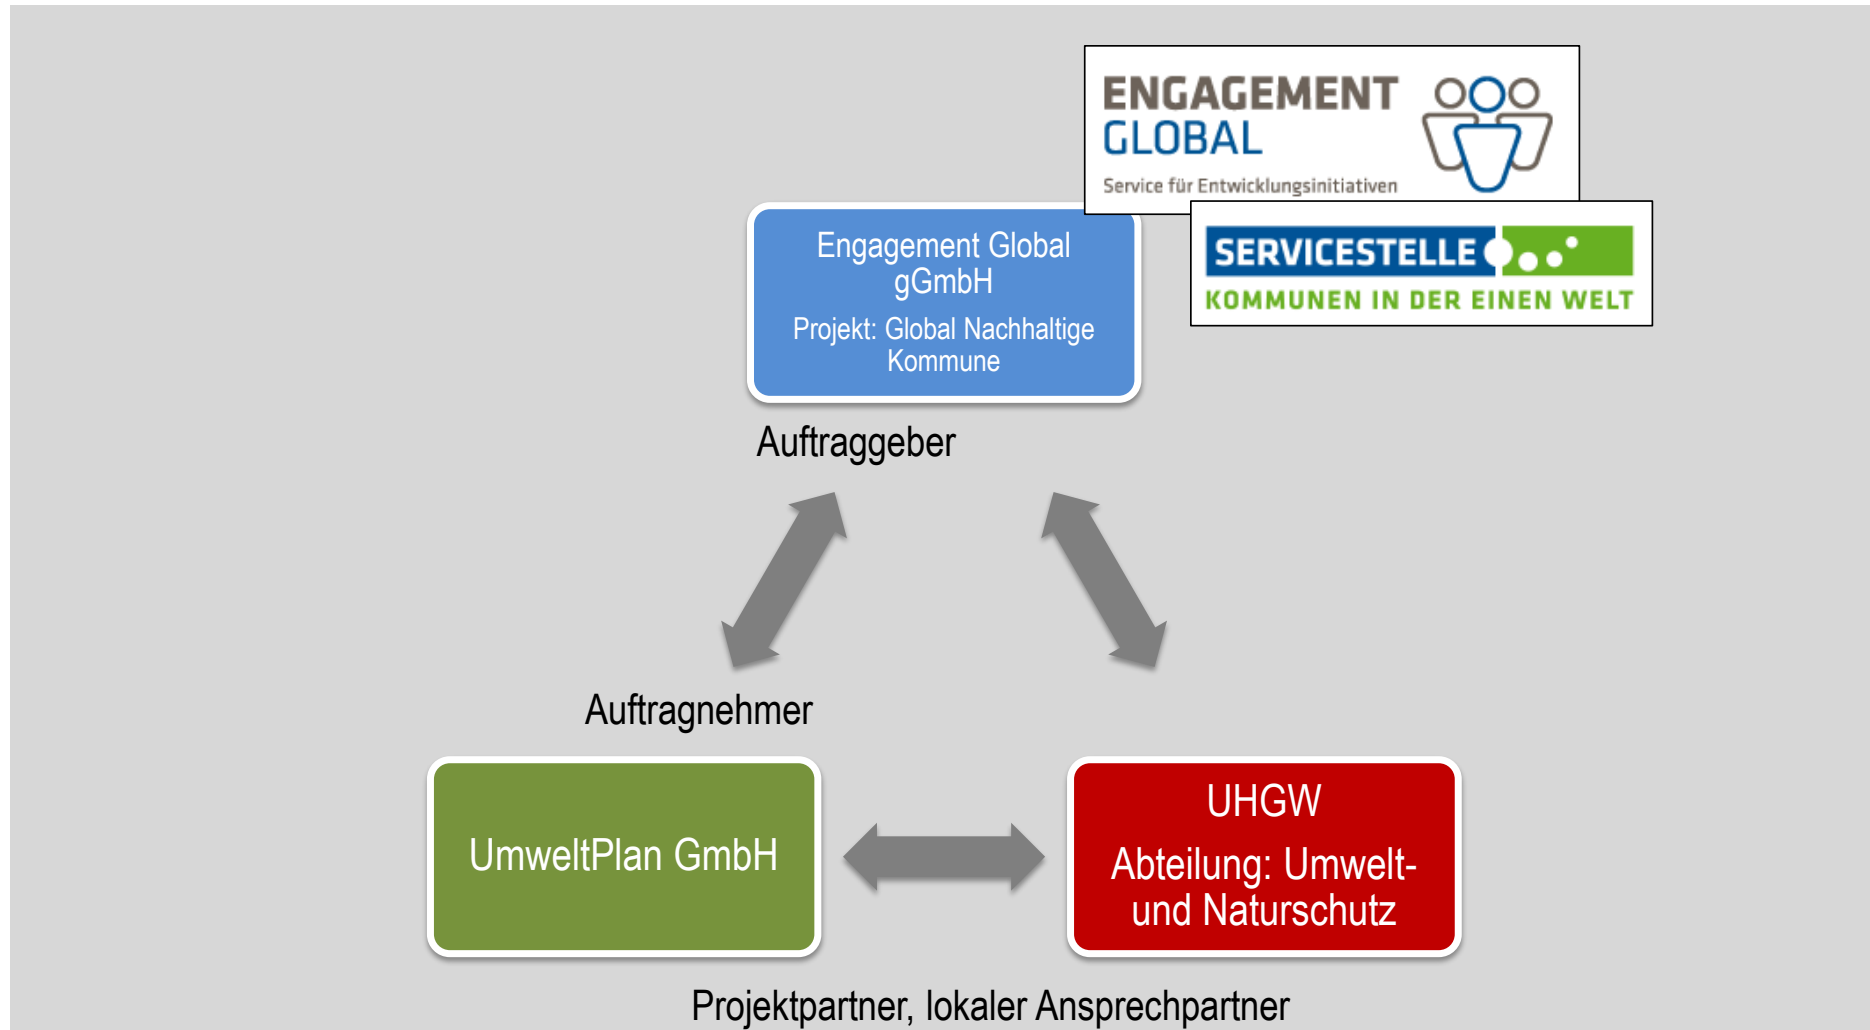 ENGAGEMENT
GLOBAL
Service für Entwicklungsinitiativen
SERVICESTELLE
KOMMUNEN IN DER EINEN WELT
Engagement Global
gGmbH
Projekt: Global Nachhaltige
Kommune
Auftraggeber
Auftragnehmer
UmweltPlan GmbH
UHGW
Abteilung: Umwelt-
und Naturschutz
Projektpartner, lokaler Ansprechpartner